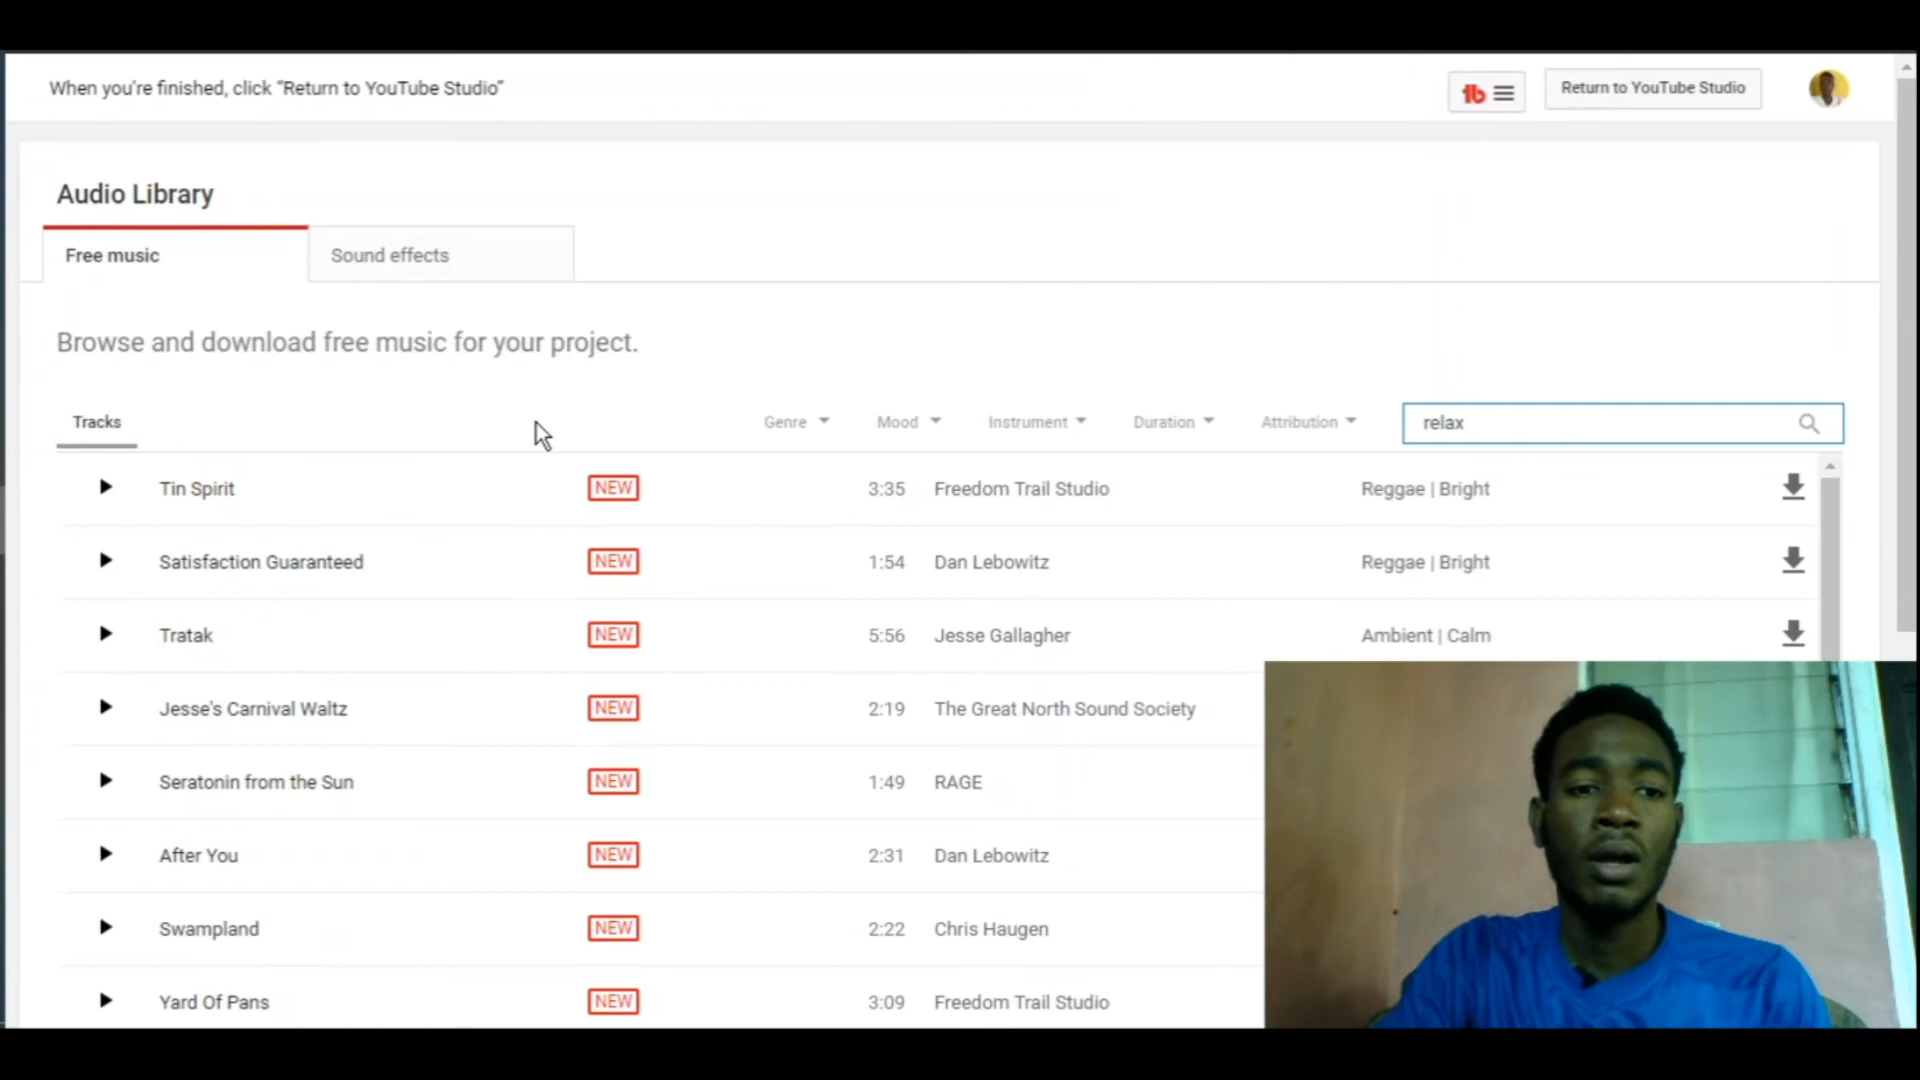 When you're finished, click "Return to YouTube Studio"
Return to YouTube Studio
Audio Library
Free music
Sound effects
Browse and download free music for your project.
Tracks
Genre
Mood
Instrument
Duration
Attribution
relax
Tin Spirit NEW 3:35 Freedom Trail Studio Reggae | Bright
Satisfaction Guaranteed NEW 1:54 Dan Lebowitz Reggae | Bright
Tratak NEW 5:56 Jesse Gallagher Ambient | Calm
Jesse's Carnival Waltz NEW 2:19 The Great North Sound Society
Seratonin from the Sun NEW 1:49 RAGE
After You NEW 2:31 Dan Lebowitz
Swampland NEW 2:22 Chris Haugen
Yard Of Pans NEW 3:09 Freedom Trail Studio